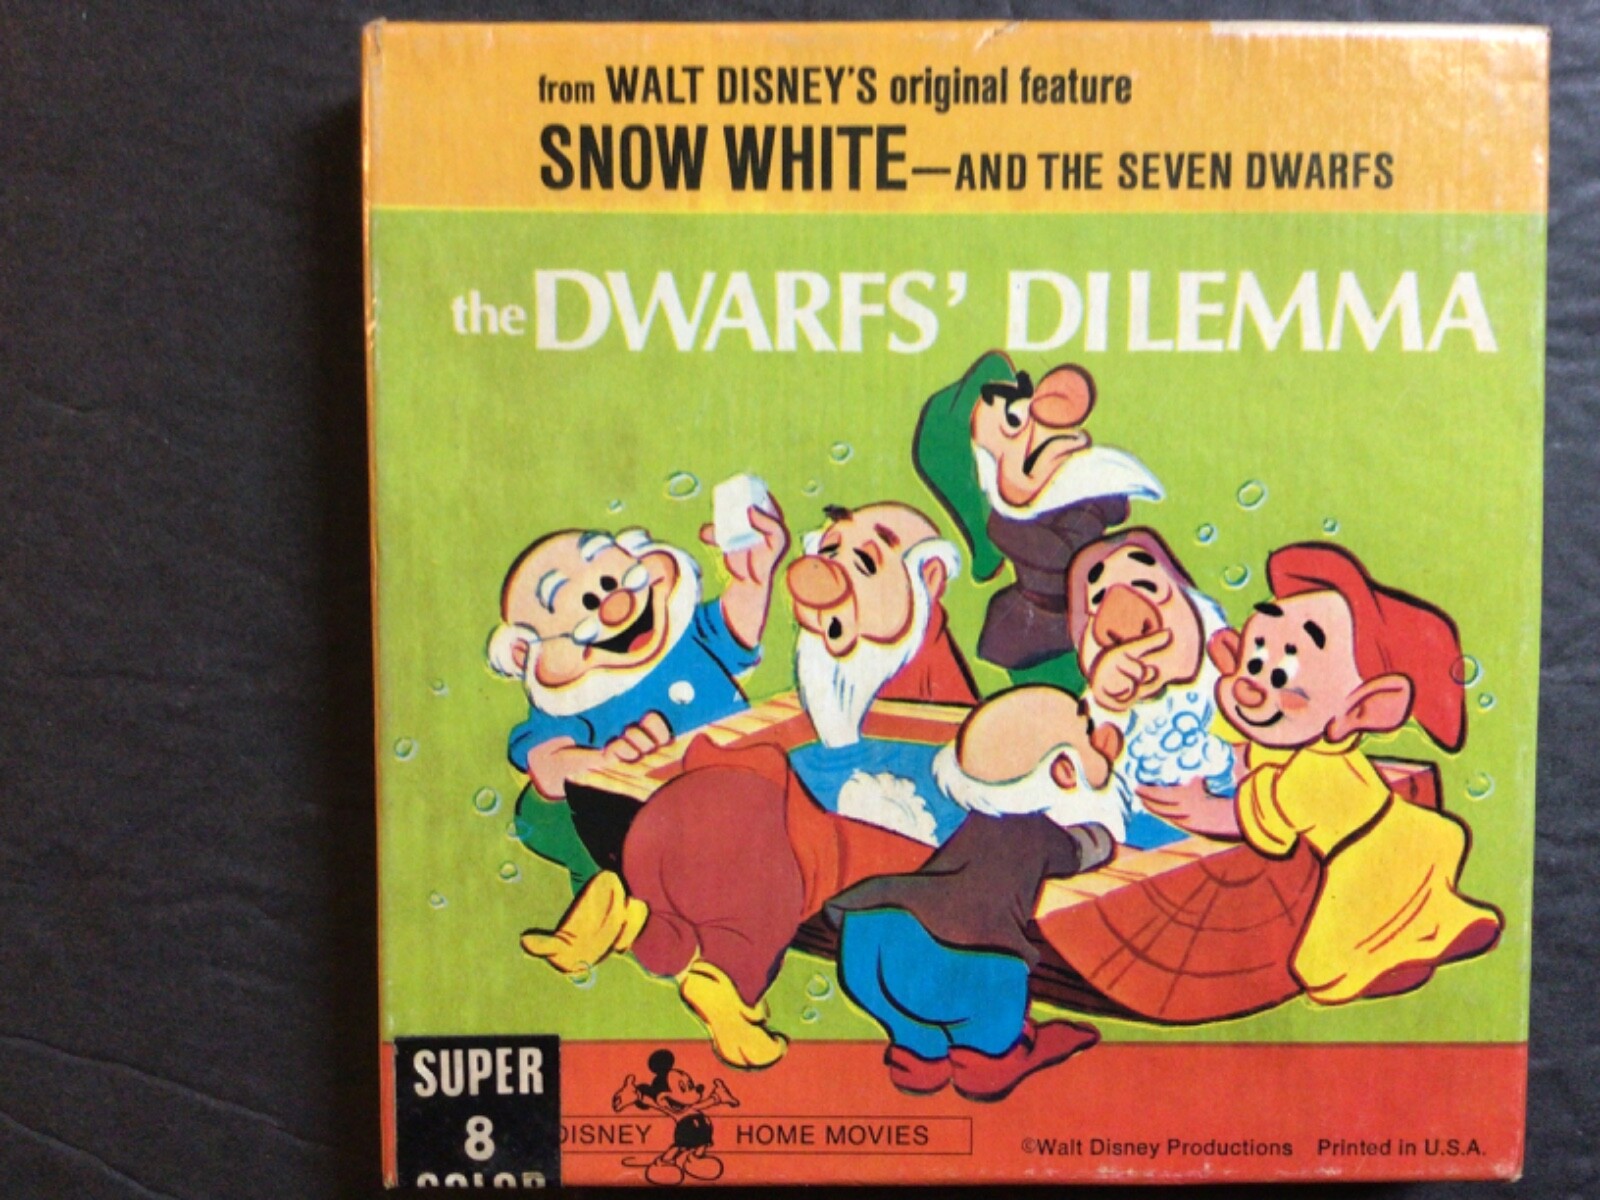 from WALT DISNEY'S original feature
SNOW WHITE—AND THE SEVEN DWARFS
the DWARFS' DILEMMA
SUPER
8
COLOR
DISNEY HOME MOVIES
©Walt Disney Productions Printed in U.S.A.